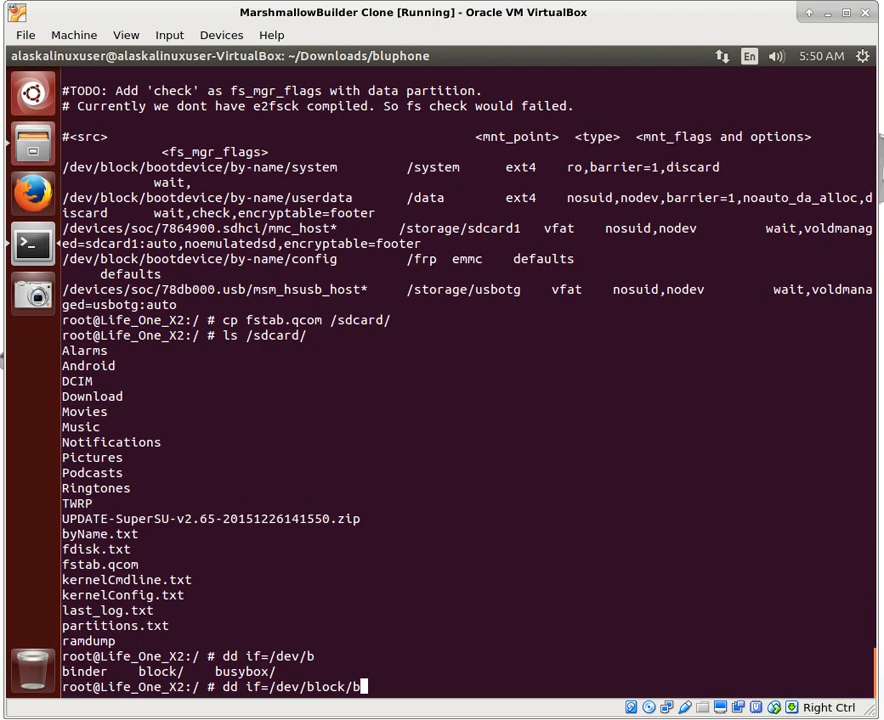 MarshmallowBuilder Clone [Running] - Oracle VM VirtualBox
File Machine View Input Devices Help
alaskalinuxuser@alaskalinuxuser-VirtualBox: ~/Downloads/bluphone En 5:50 AM
#TODO: Add 'check' as fs_mgr_flags with data partition.
# Currently we dont have e2fsck compiled. So fs check would failed.
#<src> <mnt_point> <type> <mnt_flags and options>
<fs_mgr_flags>
/dev/block/bootdevice/by-name/system /system ext4 ro,barrier=1,discard
wait,
/dev/block/bootdevice/by-name/userdata /data ext4 nosuid,nodev,barrier=1,noauto_da_alloc,d
iscard wait,check,encryptable=footer
/devices/soc/7864900.sdhci/mmc_host* /storage/sdcard1 vfat nosuid,nodev wait,voldmanag
ed=sdcard1:auto,noemulatedsd,encryptable=footer
/dev/block/bootdevice/by-name/config /frp emmc defaults
defaults
/devices/soc/78db000.usb/msm_hsusb_host* /storage/usbotg vfat nosuid,nodev wait,voldmana
ged=usbotg:auto
root@Life_One_X2:/ # cp fstab.qcom /sdcard/
root@Life_One_X2:/ # ls /sdcard/
Alarms
Android
DCIM
Download
Movies
Music
Notifications
Pictures
Podcasts
Ringtones
TWRP
UPDATE-SuperSU-v2.65-20151226141550.zip
byName.txt
fdisk.txt
fstab.qcom
kernelCmdline.txt
kernelConfig.txt
last_log.txt
partitions.txt
ramdump
root@Life_One_X2:/ # dd if=/dev/b
binder block/ busybox/
root@Life_One_X2:/ # dd if=/dev/block/b
Right Ctrl